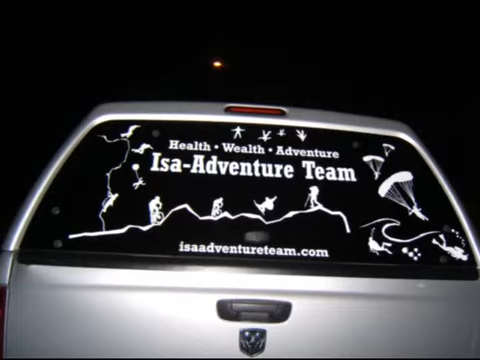 Health • Wealth • Adventure
Isa-Adventure Team
isaadventureteam.com